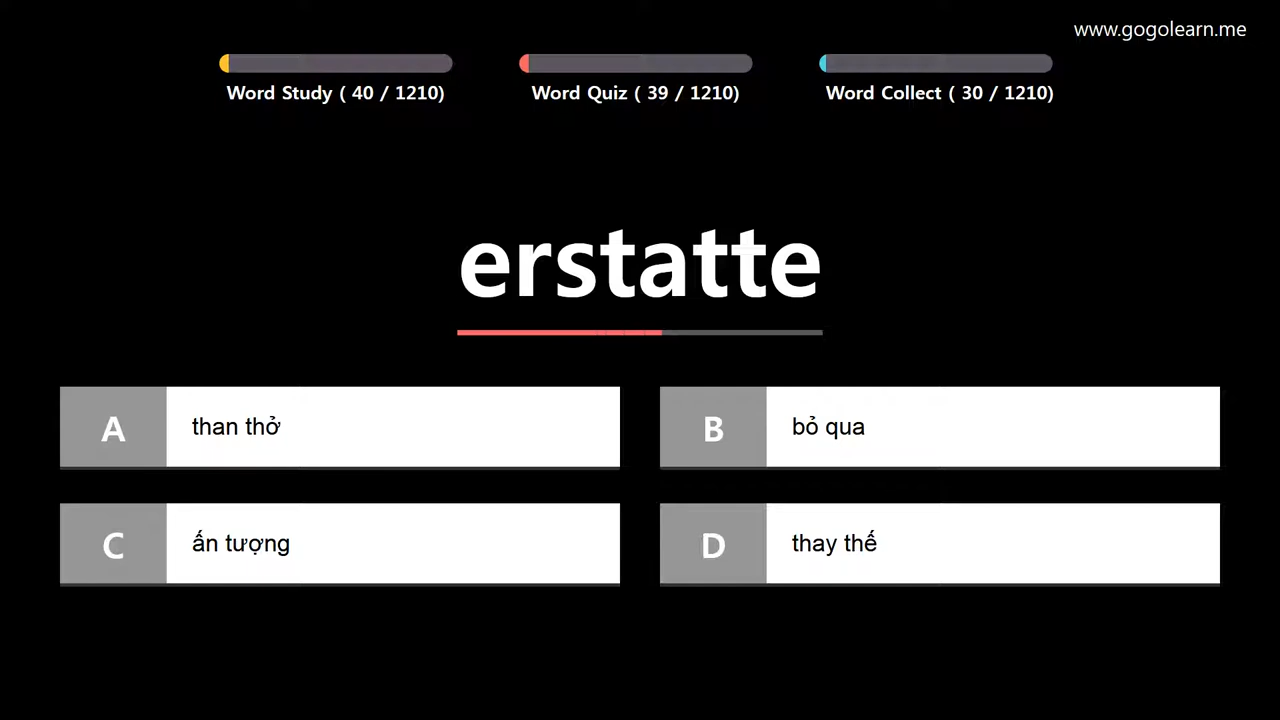 www.gogolearn.me
Word Study ( 40 / 1210)
Word Quiz ( 39 / 1210)
Word Collect ( 30 / 1210)
erstatte
A than thở
B bỏ qua
C ấn tượng
D thay thế